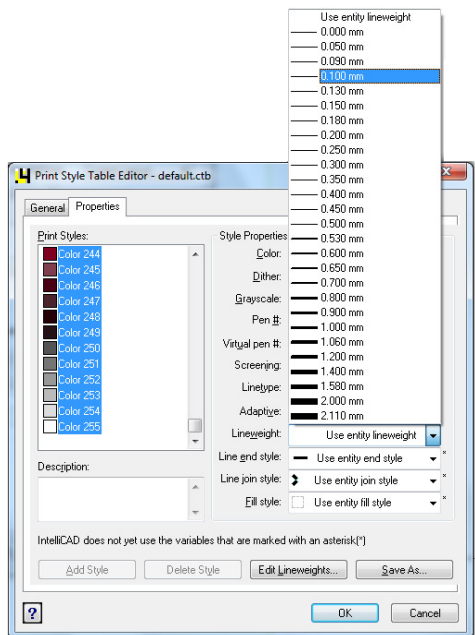 Use entity lineweight
0.000 mm
0.050 mm
0.090 mm
0.100 mm
0.130 mm
0.150 mm
0.180 mm
0.200 mm
0.250 mm
0.300 mm
0.350 mm
0.400 mm
0.450 mm
0.500 mm
0.530 mm
0.600 mm
0.650 mm
0.700 mm
0.800 mm
0.900 mm
1.000 mm
1.060 mm
1.200 mm
1.400 mm
1.580 mm
2.000 mm
2.110 mm
Print Style Table Editor - default.ctb
General Properties
Print Styles:
Color 244
Color 245
Color 246
Color 247
Color 248
Color 249
Color 250
Color 251
Color 252
Color 253
Color 254
Color 255
Description:
Style Properties
Color:
Dither:
Grayscale:
Pen #:
Virtual pen #:
Screening:
Linetype:
Adaptive:
Lineweight: Use entity lineweight
Line end style: Use entity end style *
Line join style: Use entity join style *
Fill style: Use entity fill style *
IntelliCAD does not yet use the variables that are marked with an asterisk(*)
Add Style Delete Style Edit Lineweights... Save As...
? OK Cancel